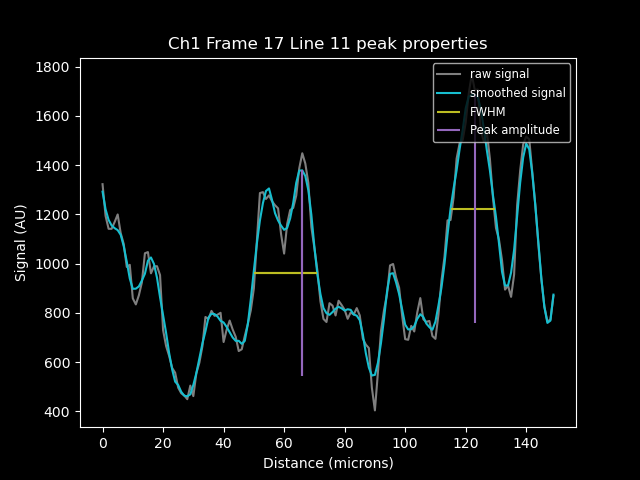 Ch1 Frame 17 Line 11 peak properties
raw signal
smoothed signal
FWHM
Peak amplitude
Signal (AU)
1800
1600
1400
1200
1000
800
600
400
0 20 40 60 80 100 120 140
Distance (microns)